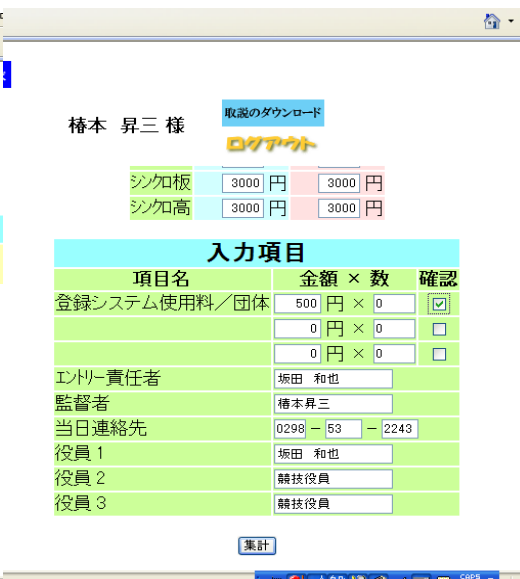 椿本 昇三 様
取説のダウンロード
ログアウト
シンクロ板 3000 円 3000 円
シンクロ高 3000 円 3000 円
入力項目
項目名 金額 × 数 確認
登録システム使用料／団体 500 円 × 0
0 円 × 0
0 円 × 0
エントリー責任者 坂田 和也
監督者 椿本昇三
当日連絡先 0298 － 53 － 2243
役員 1 坂田 和也
役員 2 競技役員
役員 3 競技役員
集計
CAPS